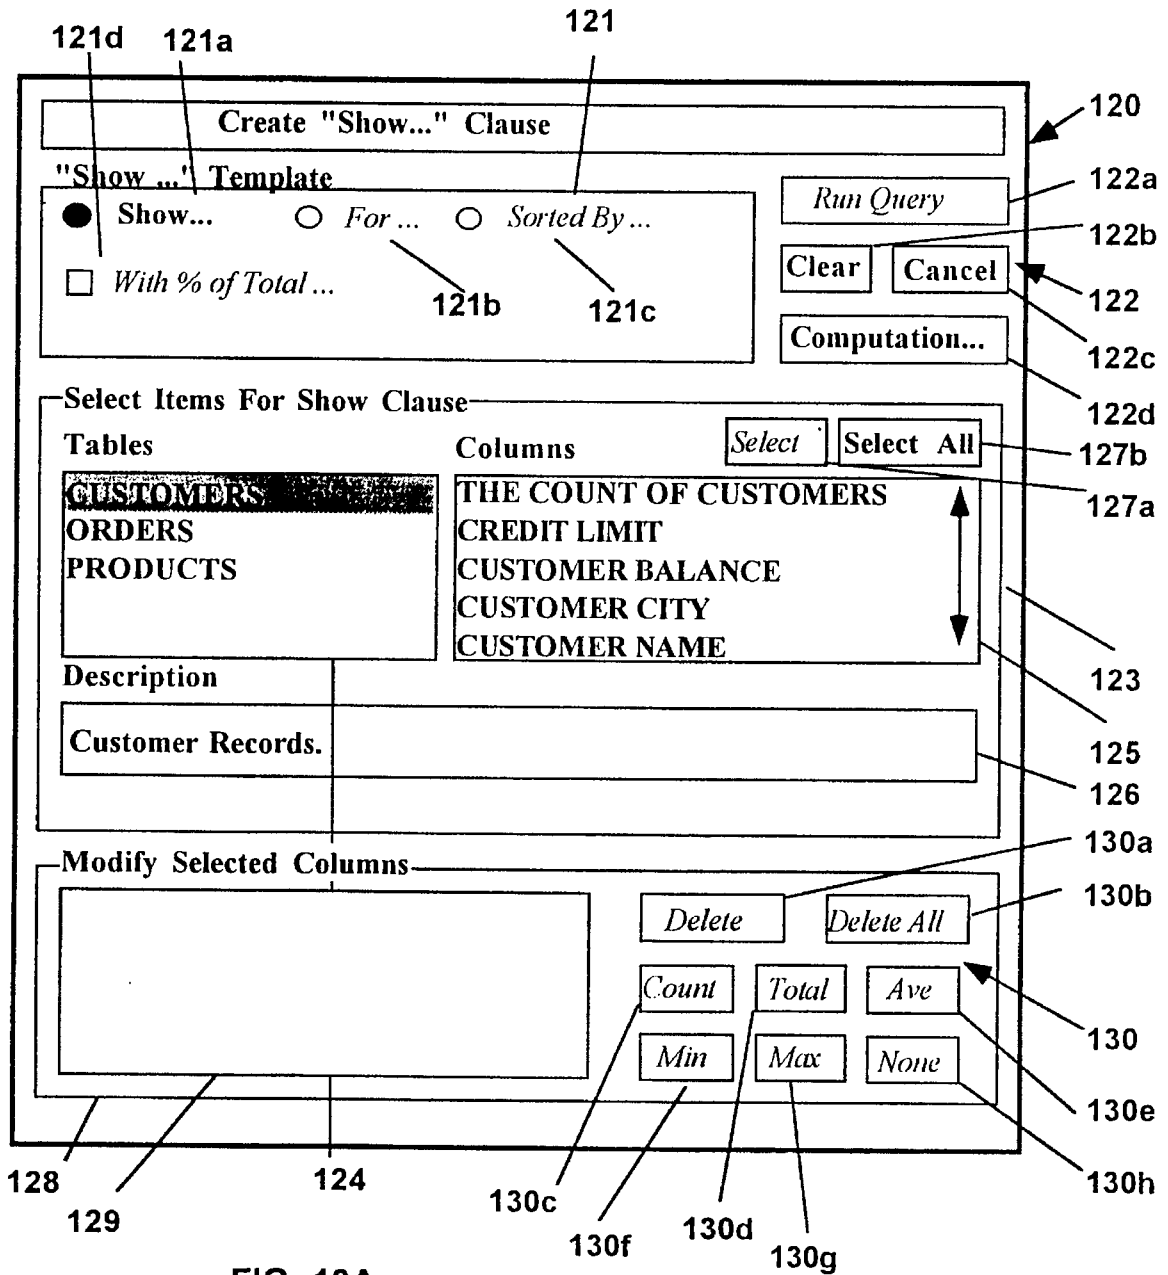 121
121d 121a
120
Create "Show..." Clause
"Show ..." Template
122a
Run Query
Show... For ... Sorted By ...
122b
Clear Cancel
With % of Total ...
121b 121c
122
Computation...
122c
Select Items For Show Clause
122d
Tables Columns Select Select All
127b
CUSTOMERS THE COUNT OF CUSTOMERS
127a
ORDERS CREDIT LIMIT
PRODUCTS CUSTOMER BALANCE
CUSTOMER CITY
CUSTOMER NAME
Description
123
Customer Records.
125
126
130a
Modify Selected Columns
130b
Delete Delete All
Count Total Ave
130
Min Max None
130e
128 124 130h
130c
129 130d
130f 130g